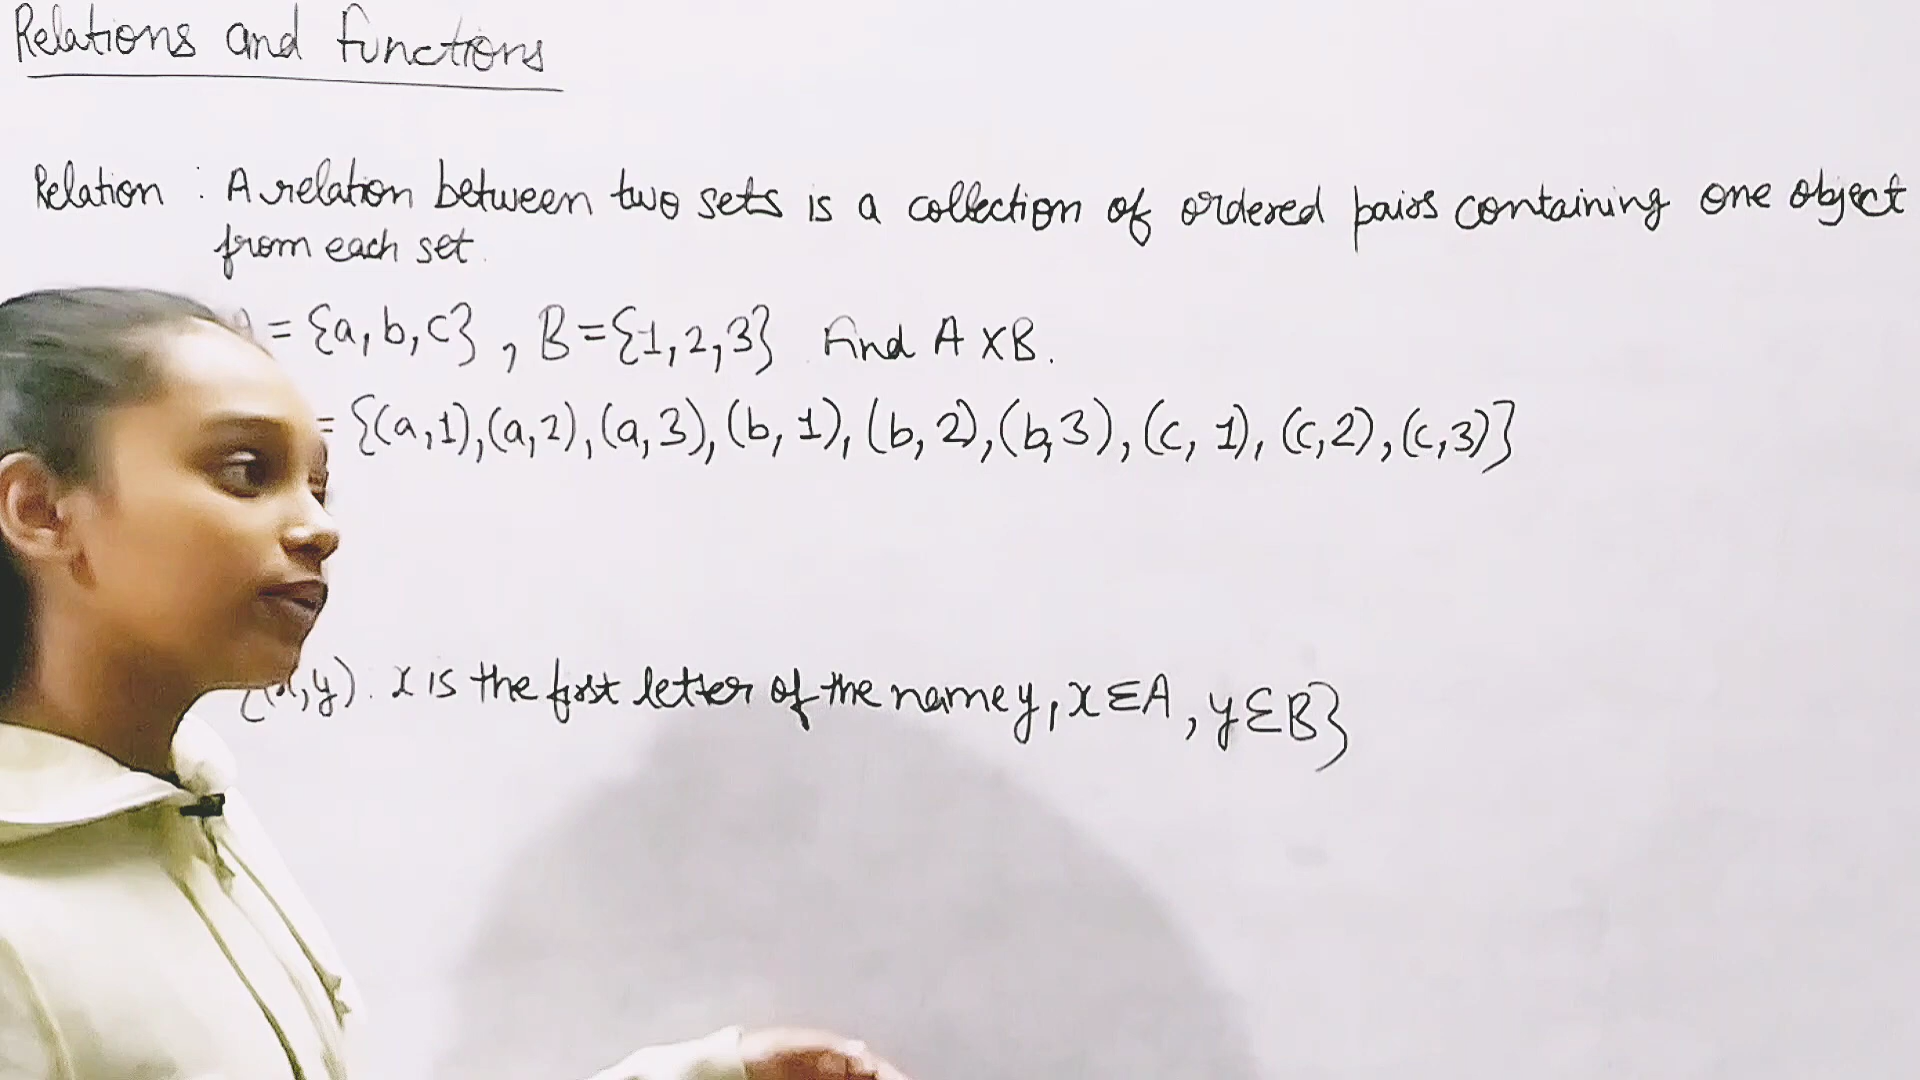 Relations and functions
Relation : A relation between two sets is a collection of ordered pairs containing one object
from each set.
= {a, b, c} , B = {1, 2, 3} Find A X B.
= {(a, 1), (a, 2), (a, 3), (b, 1), (b, 2), (b, 3), (c, 1), (c, 2), (c, 3)}
, y) . x is the first letter of the name y, x ∈ A , y ∈ B}